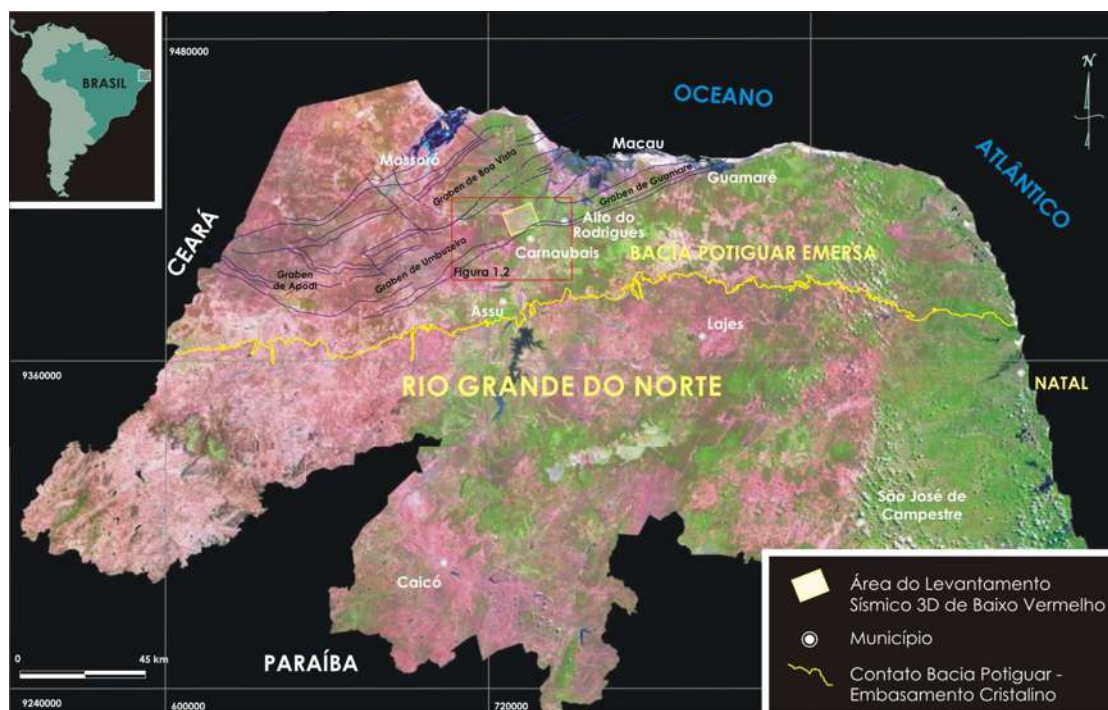 BRASIL
9480000
OCEANO
ATLÂNTICO
N
Macau
Mossoró
Guamaré
Graben de Boa Vista
Graben de Guamaré
Alto do
Rodrigues
Carnaubais
CEARÁ
Graben de Umbuzeiro
BACIA POTIGUAR EMERSA
Figura 1.2
Graben
de Apodi
Assu
Lajes
9360000
RIO GRANDE DO NORTE
NATAL
São José de
Campestre
Caicó
PARAÍBA
0
45 km
9240000
600000
720000
Área do Levantamento
Sísmico 3D de Baixo Vermelho
Município
Contato Bacia Potiguar -
Embasamento Cristalino